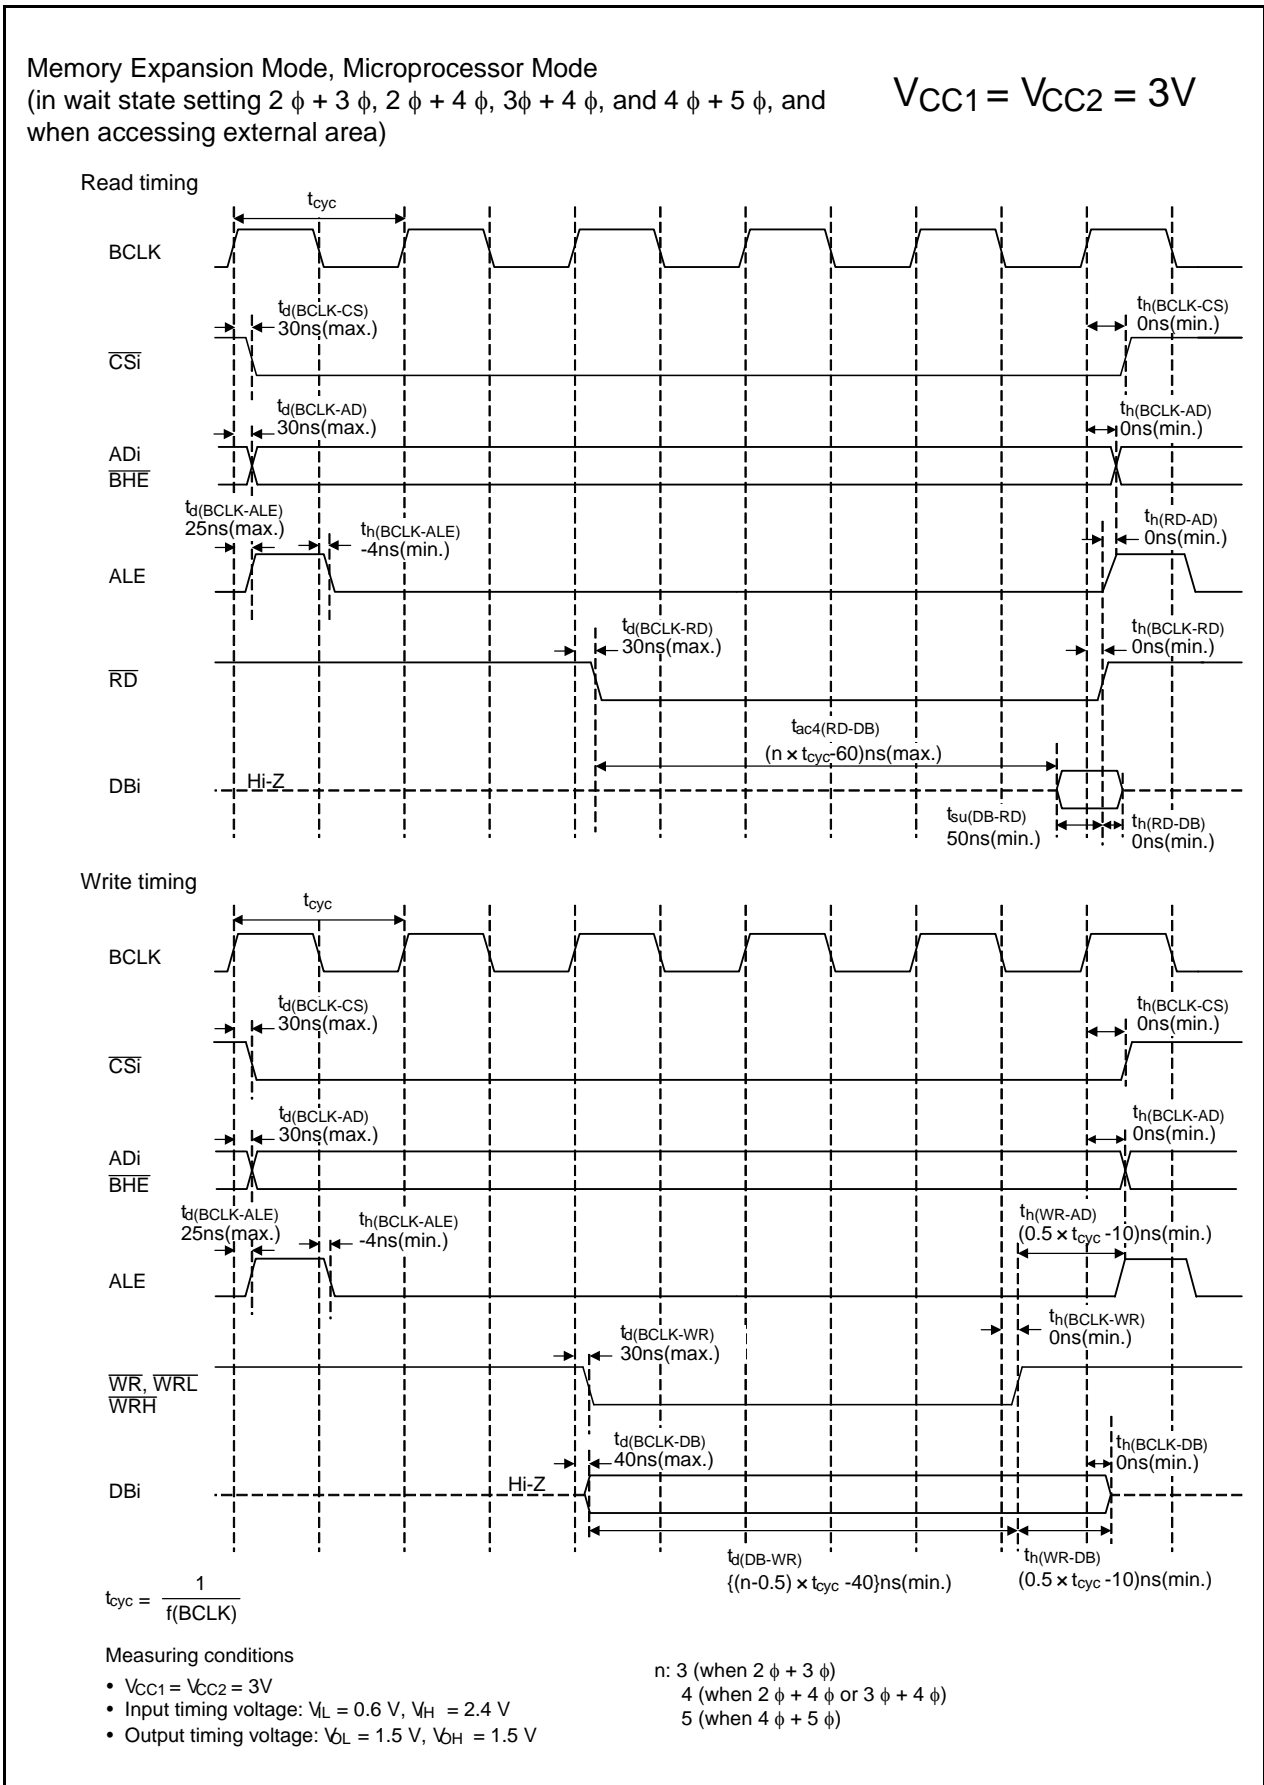 Memory Expansion Mode, Microprocessor Mode
(in wait state setting 2 ϕ + 3 ϕ, 2 ϕ + 4 ϕ, 3ϕ + 4 ϕ, and 4 ϕ + 5 ϕ, and
when accessing external area)
VCC1 = VCC2 = 3V
Read timing
tcyc
BCLK
td(BCLK-CS)
30ns(max.)
th(BCLK-CS)
0ns(min.)
CSi
td(BCLK-AD)
30ns(max.)
th(BCLK-AD)
0ns(min.)
ADi
BHE
td(BCLK-ALE)
25ns(max.)
th(BCLK-ALE)
-4ns(min.)
th(RD-AD)
0ns(min.)
ALE
td(BCLK-RD)
30ns(max.)
th(BCLK-RD)
0ns(min.)
RD
tac4(RD-DB)
(n × tcyc-60)ns(max.)
DBi
Hi-Z
tsu(DB-RD)
50ns(min.)
th(RD-DB)
0ns(min.)
Write timing
tcyc
BCLK
td(BCLK-CS)
30ns(max.)
th(BCLK-CS)
0ns(min.)
CSi
td(BCLK-AD)
30ns(max.)
th(BCLK-AD)
0ns(min.)
ADi
BHE
td(BCLK-ALE)
25ns(max.)
th(BCLK-ALE)
-4ns(min.)
th(WR-AD)
(0.5 × tcyc -10)ns(min.)
ALE
td(BCLK-WR)
30ns(max.)
th(BCLK-WR)
0ns(min.)
WR, WRL
WRH
td(BCLK-DB)
40ns(max.)
th(BCLK-DB)
0ns(min.)
DBi
Hi-Z
td(DB-WR)
{(n-0.5) × tcyc -40}ns(min.)
th(WR-DB)
(0.5 × tcyc -10)ns(min.)
tcyc = 1
f(BCLK)
Measuring conditions
• VCC1 = VCC2 = 3V
• Input timing voltage: VIL = 0.6 V, VIH = 2.4 V
• Output timing voltage: VOL = 1.5 V, VOH = 1.5 V
n: 3 (when 2 ϕ + 3 ϕ)
4 (when 2 ϕ + 4 ϕ or 3 ϕ + 4 ϕ)
5 (when 4 ϕ + 5 ϕ)